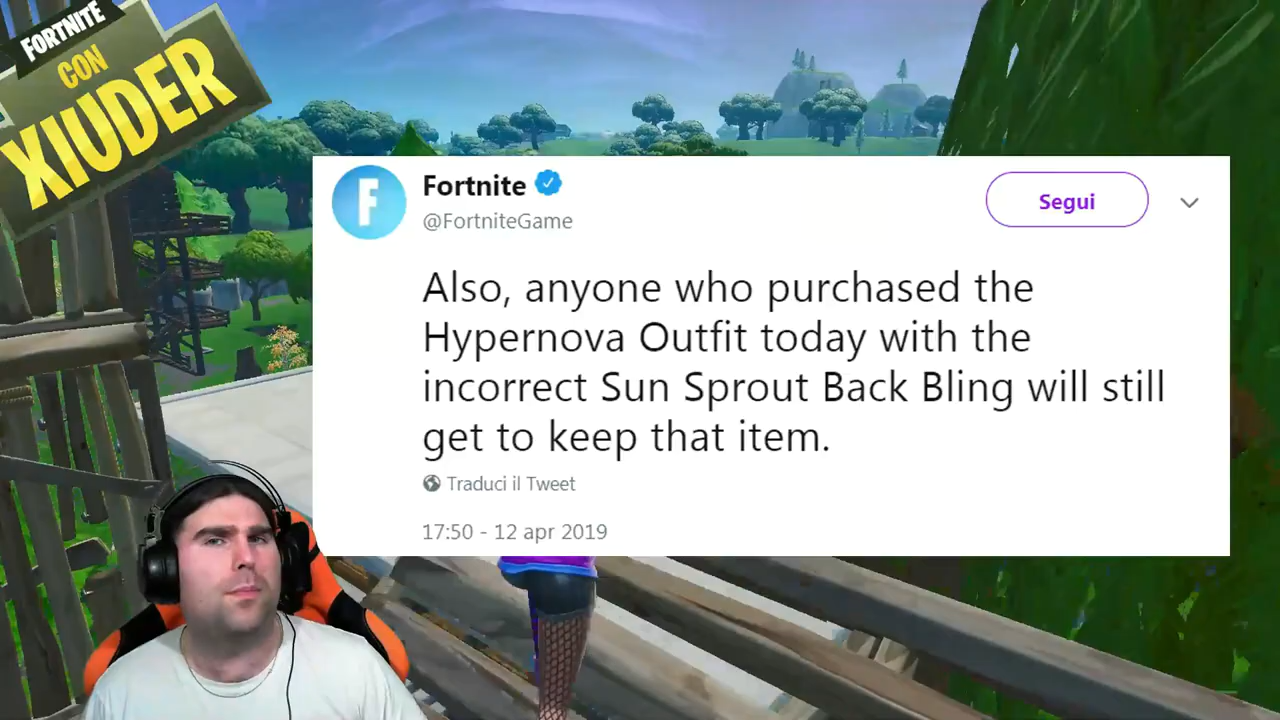 FORTNITE
CON
XIUDER
Fortnite
@FortniteGame
Segui
Also, anyone who purchased the
Hypernova Outfit today with the
incorrect Sun Sprout Back Bling will still
get to keep that item.
Traduci il Tweet
17:50 - 12 apr 2019